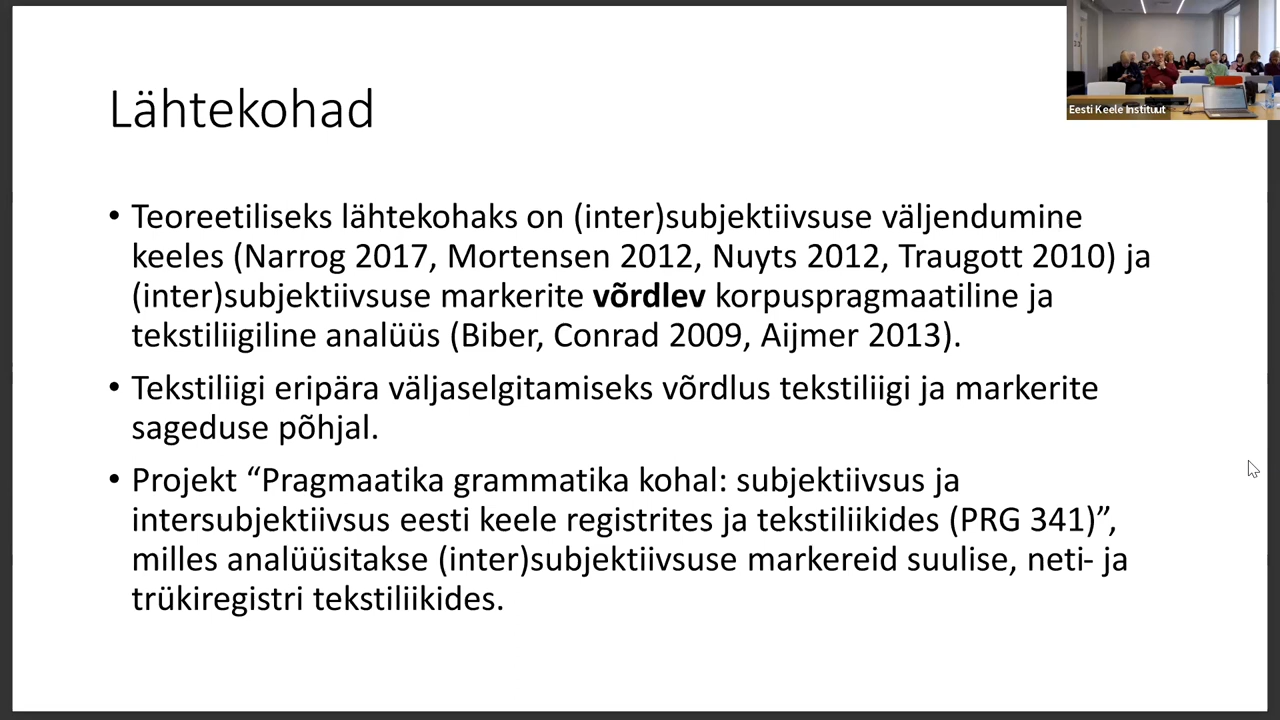 Lähtekohad
Eesti Keele Instituut
• Teoreetiliseks lähtekohaks on (inter)subjektiivsuse väljendumine
keeles (Narrog 2017, Mortensen 2012, Nuyts 2012, Traugott 2010) ja
(inter)subjektiivsuse markerite võrdlev korpuspragmaatiline ja
tekstiliigiline analüüs (Biber, Conrad 2009, Aijmer 2013).
• Tekstiliigi eripära väljaselgitamiseks võrdlus tekstiliigi ja markerite
sageduse põhjal.
• Projekt “Pragmaatika grammatika kohal: subjektiivsus ja
intersubjektiivsus eesti keele registrites ja tekstiliikides (PRG 341)”,
milles analüüsitakse (inter)subjektiivsuse markereid suulise, neti- ja
trükiregistri tekstiliikides.